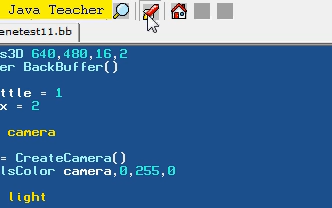 Java Teacher
enetest11.bb
s3D 640,480,16,2
er BackBuffer()
ttle = 1
x = 2
camera
= CreateCamera()
lsColor camera,0,255,0
light